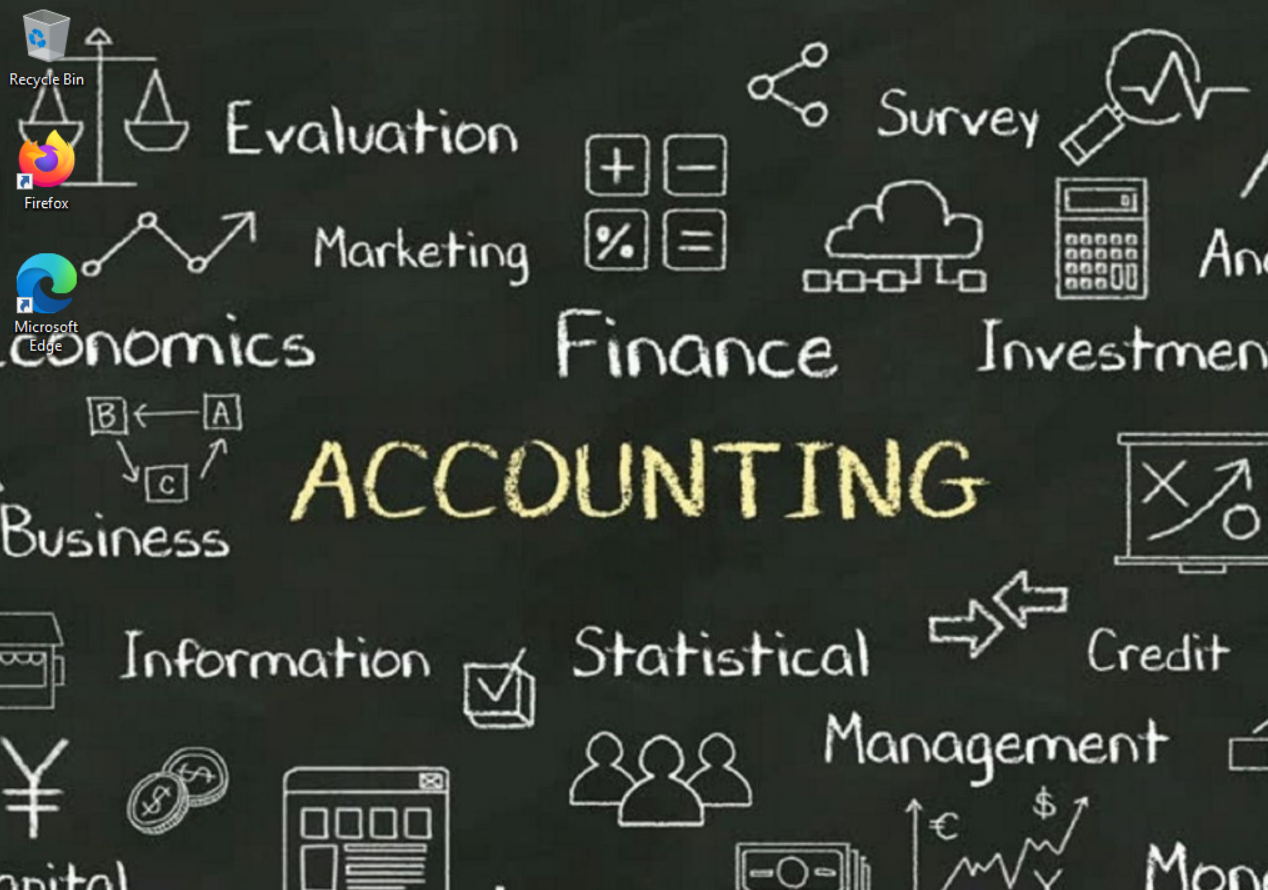 Recycle Bin
Evaluation
Survey
Firefox
Marketing
Microsoft
Edge
conomics
Finance
Investmen
B
A
C
ACCOUNTING
Business
Information
Statistical
Credit
Management
¥
$
$
€
$